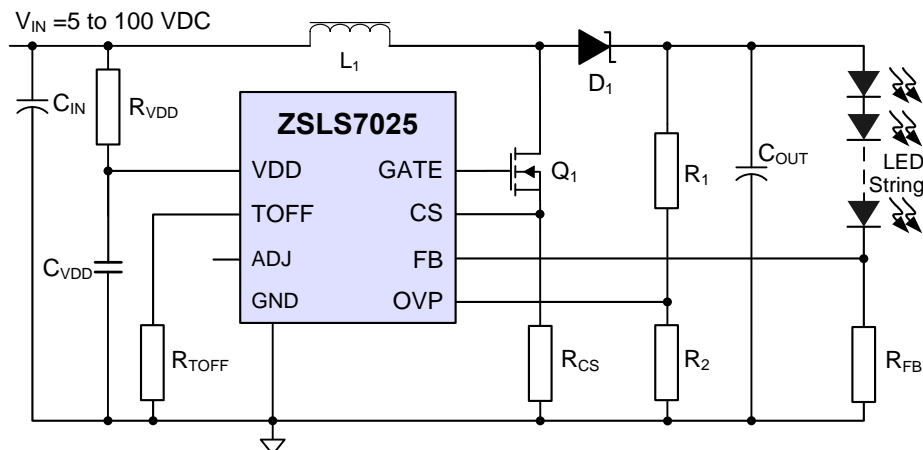 VIN =5 to 100 VDC
L1
D1
CIN
RVDD
ZSLS7025
VDD
GATE
Q1
R1
COUT
LED
String
TOFF
CS
CVDD
ADJ
FB
GND
OVP
RTOFF
RCS
R2
RFB